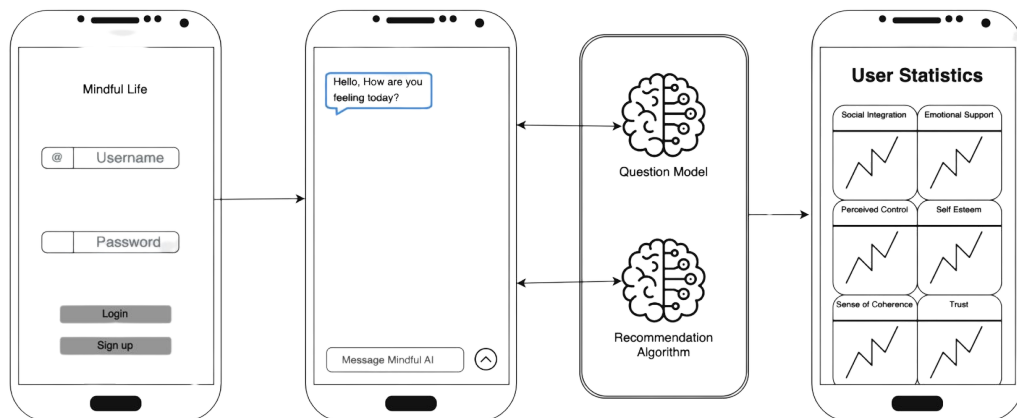 Mindful Life
@ Username
Password
Login
Sign up
Hello, How are you
feeling today?
Message Mindful AI
Question Model
Recommendation
Algorithm
User Statistics
Social Integration
Emotional Support
Perceived Control
Self Esteem
Sense of Coherence
Trust